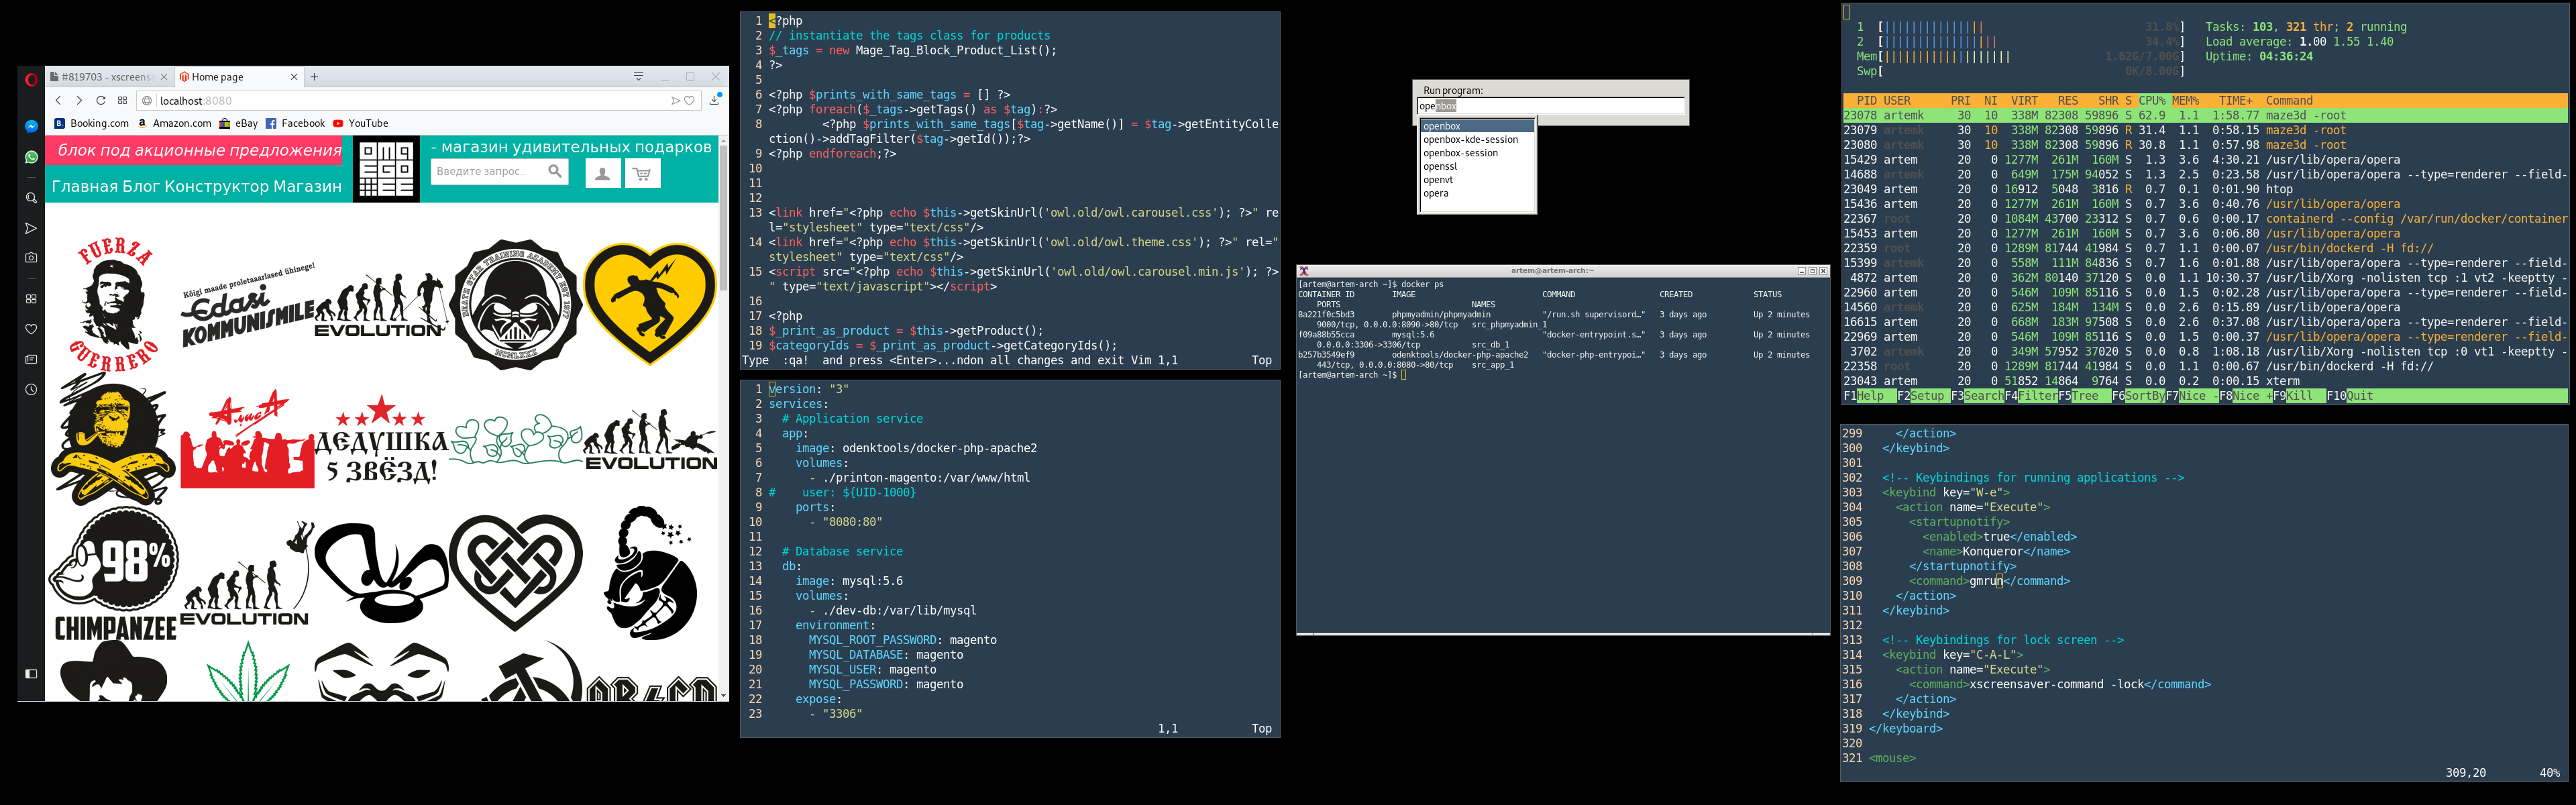 #819703 - xscreens
Home page
localhost:8080
Booking.com
Amazon.com
eBay
Facebook
YouTube
блок под акционные предложения
- магазин удивительных подарков
OMGGOTEE
Введите запрос...
Главная Блог Конструктор Магазин
FUERZA
GUERRERO
Kõigi maade proletaarlased ühinege!
Edasi
KOMMUNISMILE
EVOLUTION
DEATH STAR TRAINING ACADEMY EST 1977
АлисА
ДЕДУШКА
5 ЗВЁЗД!
EVOLUTION
98%
CHIMPANZEE
EVOLUTION
1 <?php
2 // instantiate the tags class for products
3 $_tags = new Mage_Tag_Block_Product_List();
4 ?>
5
6 <?php $prints_with_same_tags = [] ?>
7 <?php foreach($_tags->getTags() as $tag):?>
8 <?php $prints_with_same_tags[$tag->getName()] = $tag->getEntityColle
ction()->addTagFilter($tag->getId());?>
9 <?php endforeach;?>
10
11
12
13 <link href="<?php echo $this->getSkinUrl('owl.old/owl.carousel.css'); ?>" re
l="stylesheet" type="text/css"/>
14 <link href="<?php echo $this->getSkinUrl('owl.old/owl.theme.css'); ?>" rel="
stylesheet" type="text/css"/>
15 <script src="<?php echo $this->getSkinUrl('owl.old/owl.carousel.min.js'); ?>
" type="text/javascript"></script>
16
17 <?php
18 $_print_as_product = $this->getProduct();
19 $categoryIds = $_print_as_product->getCategoryIds();
Type :qa! and press <Enter>...ndon all changes and exit Vim 1,1 Top
1 version: "3"
2 services:
3 # Application service
4 app:
5 image: odenktools/docker-php-apache2
6 volumes:
7 - ./printon-magento:/var/www/html
8 # user: ${UID-1000}
9 ports:
10 - "8080:80"
11
12 # Database service
13 db:
14 image: mysql:5.6
15 volumes:
16 - ./dev-db:/var/lib/mysql
17 environment:
18 MYSQL_ROOT_PASSWORD: magento
19 MYSQL_DATABASE: magento
20 MYSQL_USER: magento
21 MYSQL_PASSWORD: magento
22 expose:
23 - "3306"
1,1 Top
Run program:
openbox
openbox
openbox-kde-session
openbox-session
openssl
openvt
opera
artem@artem-arch:~
[artem@artem-arch ~]$ docker ps
CONTAINER ID IMAGE COMMAND CREATED STATUS
PORTS NAMES
8a221f0c5bd3 phpmyadmin/phpmyadmin "/run.sh supervisord…" 3 days ago Up 2 minutes
9000/tcp, 0.0.0.0:8090->80/tcp src_phpmyadmin_1
f09a88b55cca mysql:5.6 "docker-entrypoint.s…" 3 days ago Up 2 minutes
0.0.0.0:3306->3306/tcp src_db_1
b257b3549ef9 odenktools/docker-php-apache2 "docker-php-entrypoi…" 3 days ago Up 2 minutes
443/tcp, 0.0.0.0:8080->80/tcp src_app_1
[artem@artem-arch ~]$
1 [ 31.8%] Tasks: 103, 321 thr; 2 running
2 [ 34.4%] Load average: 1.00 1.55 1.40
Mem[ 1.62G/7.00G] Uptime: 04:36:24
Swp[ 0K/8.00G]
PID USER PRI NI VIRT RES SHR S CPU% MEM% TIME+ Command
23078 artemk 30 10 338M 82308 59896 S 62.9 1.1 1:58.77 maze3d -root
23079 artemk 30 10 338M 82308 59896 R 31.4 1.1 0:58.15 maze3d -root
23080 artemk 30 10 338M 82308 59896 R 30.8 1.1 0:57.98 maze3d -root
15429 artem 20 0 1277M 261M 160M S 1.3 3.6 4:30.21 /usr/lib/opera/opera
14688 artemk 20 0 649M 175M 94052 S 1.3 2.5 0:23.58 /usr/lib/opera/opera --type=renderer --field-
23049 artem 20 0 16912 5048 3816 R 0.7 0.1 0:01.90 htop
15436 artem 20 0 1277M 261M 160M S 0.7 3.6 0:40.76 /usr/lib/opera/opera
22367 root 20 0 1084M 43700 23312 S 0.7 0.6 0:00.17 containerd --config /var/run/docker/container
15453 artem 20 0 1277M 261M 160M S 0.7 3.6 0:06.80 /usr/lib/opera/opera
22359 root 20 0 1289M 81744 41984 S 0.7 1.1 0:00.07 /usr/bin/dockerd -H fd://
15399 artemk 20 0 558M 111M 84836 S 0.7 1.6 0:01.88 /usr/lib/opera/opera --type=renderer --field-
4872 artem 20 0 362M 80140 37120 S 0.0 1.1 10:30.37 /usr/lib/Xorg -nolisten tcp :1 vt2 -keeptty -
22960 artem 20 0 546M 109M 85116 S 0.0 1.5 0:02.28 /usr/lib/opera/opera --type=renderer --field-
14560 artemk 20 0 625M 184M 134M S 0.0 2.6 0:15.89 /usr/lib/opera/opera
16615 artem 20 0 668M 183M 97508 S 0.0 2.6 0:37.08 /usr/lib/opera/opera --type=renderer --field-
22969 artem 20 0 546M 109M 85116 S 0.0 1.5 0:00.37 /usr/lib/opera/opera --type=renderer --field-
3702 artemk 20 0 349M 57952 37020 S 0.0 0.8 1:08.18 /usr/lib/Xorg -nolisten tcp :0 vt1 -keeptty -
22358 root 20 0 1289M 81744 41984 S 0.0 1.1 0:00.67 /usr/bin/dockerd -H fd://
23043 artem 20 0 51852 14864 9764 S 0.0 0.2 0:00.15 xterm
F1Help F2Setup F3SearchF4FilterF5Tree F6SortByF7Nice -F8Nice +F9Kill F10Quit
299 </action>
300 </keybind>
301
302 <!-- Keybindings for running applications -->
303 <keybind key="W-e">
304 <action name="Execute">
305 <startupnotify>
306 <enabled>true</enabled>
307 <name>Konqueror</name>
308 </startupnotify>
309 <command>gmrun</command>
310 </action>
311 </keybind>
312
313 <!-- Keybindings for lock screen -->
314 <keybind key="C-A-L">
315 <action name="Execute">
316 <command>xscreensaver-command -lock</command>
317 </action>
318 </keybind>
319 </keyboard>
320
321 <mouse>
309,20 40%